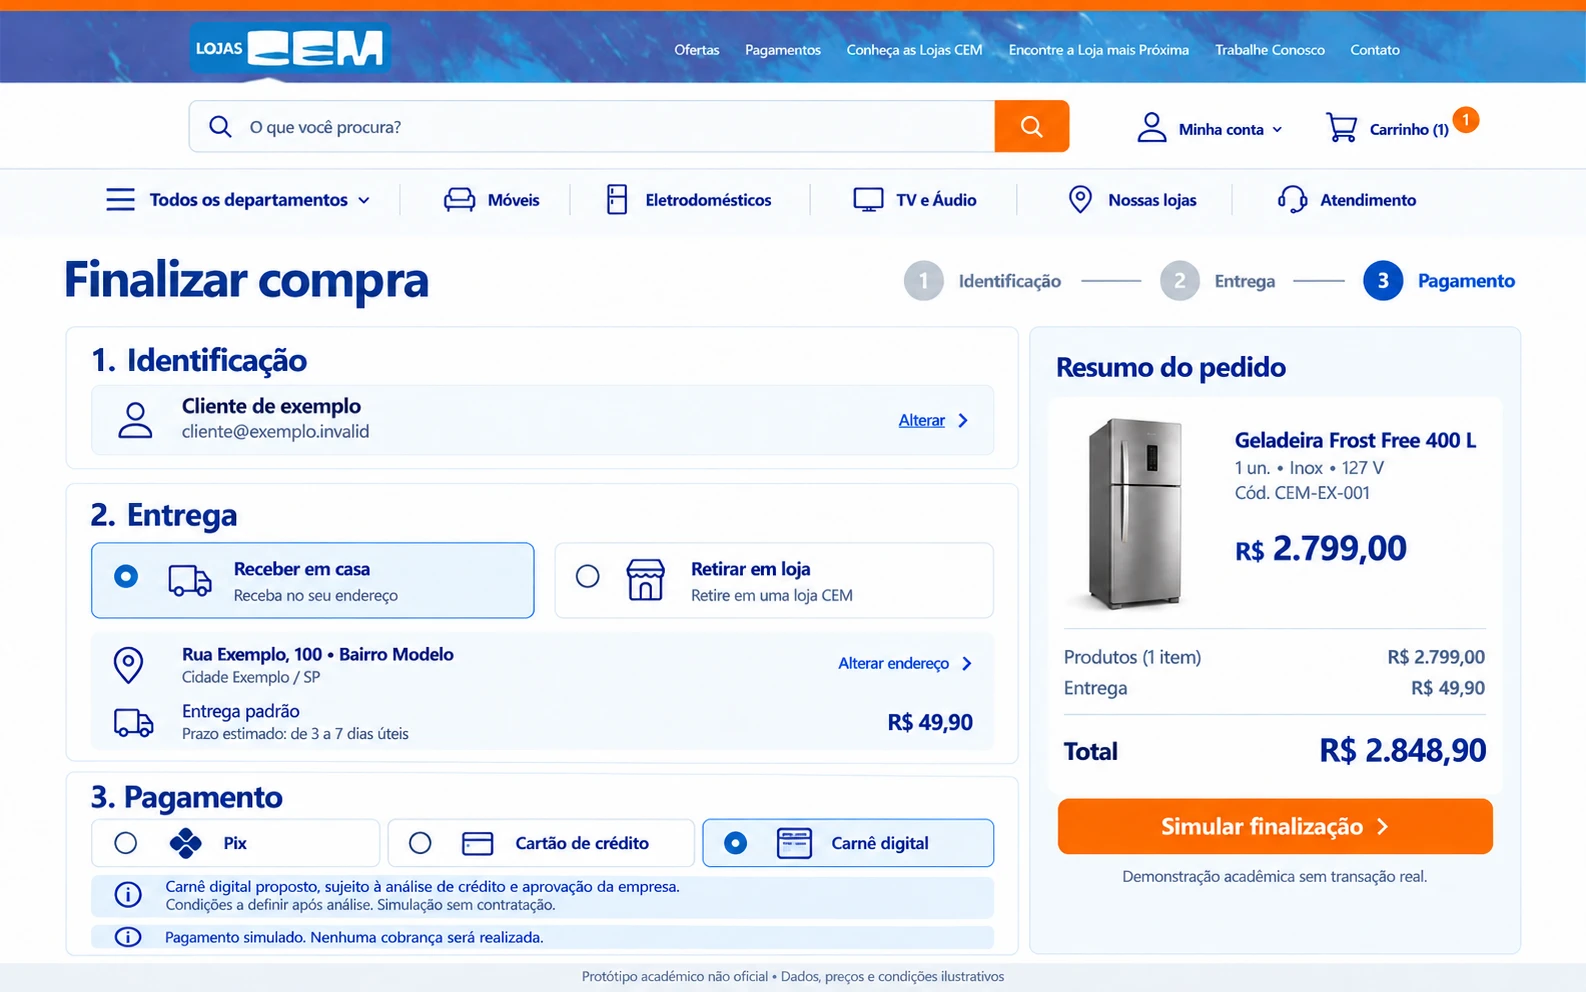 LOJAS CEM
Ofertas
Pagamentos
Conheça as Lojas CEM
Encontre a Loja mais Próxima
Trabalhe Conosco
Contato
O que você procura?
Minha conta
Carrinho (1)
1
Todos os departamentos
Móveis
Eletrodomésticos
TV e Áudio
Nossas lojas
Atendimento
Finalizar compra
1 Identificação
2 Entrega
3 Pagamento
1. Identificação
Cliente de exemplo
cliente@exemplo.invalid
Alterar
2. Entrega
Receber em casa
Receba no seu endereço
Retirar em loja
Retire em uma loja CEM
Rua Exemplo, 100 • Bairro Modelo
Cidade Exemplo / SP
Alterar endereço
Entrega padrão
Prazo estimado: de 3 a 7 dias úteis
R$ 49,90
3. Pagamento
Pix
Cartão de crédito
Carnê digital
Carnê digital proposto, sujeito à análise de crédito e aprovação da empresa.
Condições a definir após análise. Simulação sem contratação.
Pagamento simulado. Nenhuma cobrança será realizada.
Resumo do pedido
Geladeira Frost Free 400 L
1 un. • Inox • 127 V
Cód. CEM-EX-001
R$ 2.799,00
Produtos (1 item) R$ 2.799,00
Entrega R$ 49,90
Total R$ 2.848,90
Simular finalização
Demonstração acadêmica sem transação real.
Protótipo acadêmico não oficial • Dados, preços e condições ilustrativos